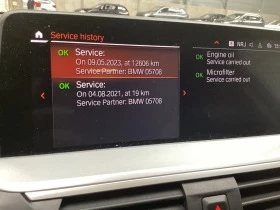 Service history
OK Service:
On 09.05.2023, at 12606 km
Service Partner: BMW 05708
OK Service:
On 04.08.2021, at 19 km
Service Partner: BMW 05708
OK Engine oil
Service carried out
OK Microfilter
Service carried out